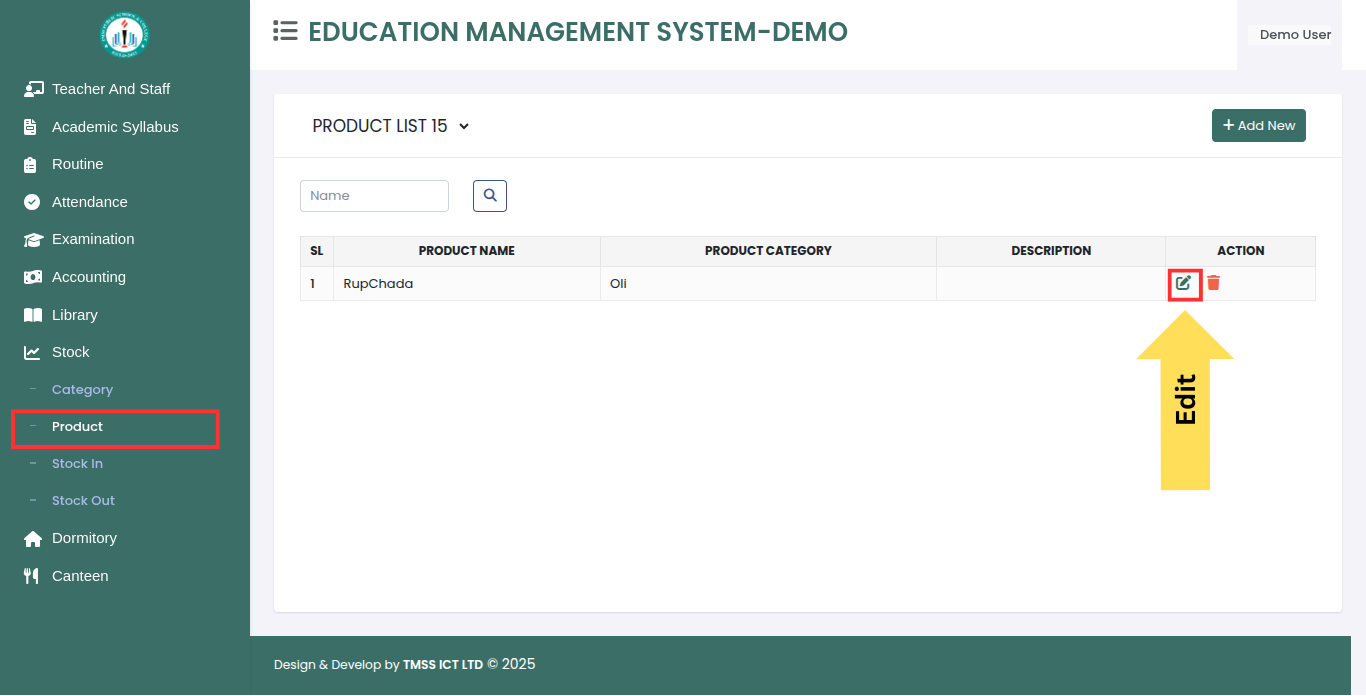 EDUCATION MANAGEMENT SYSTEM-DEMO
Demo User
Teacher And Staff
Academic Syllabus
Routine
Attendance
Examination
Accounting
Library
Stock
Category
Product
Stock In
Stock Out
Dormitory
Canteen
PRODUCT LIST 15
+ Add New
Name
SL PRODUCT NAME PRODUCT CATEGORY DESCRIPTION ACTION
1 RupChada Oli
Edit
Design & Develop by TMSS ICT LTD © 2025